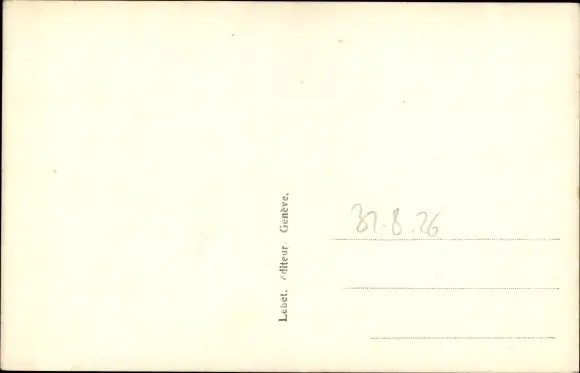 Lebet, éditeur. Genève.
31.8.26